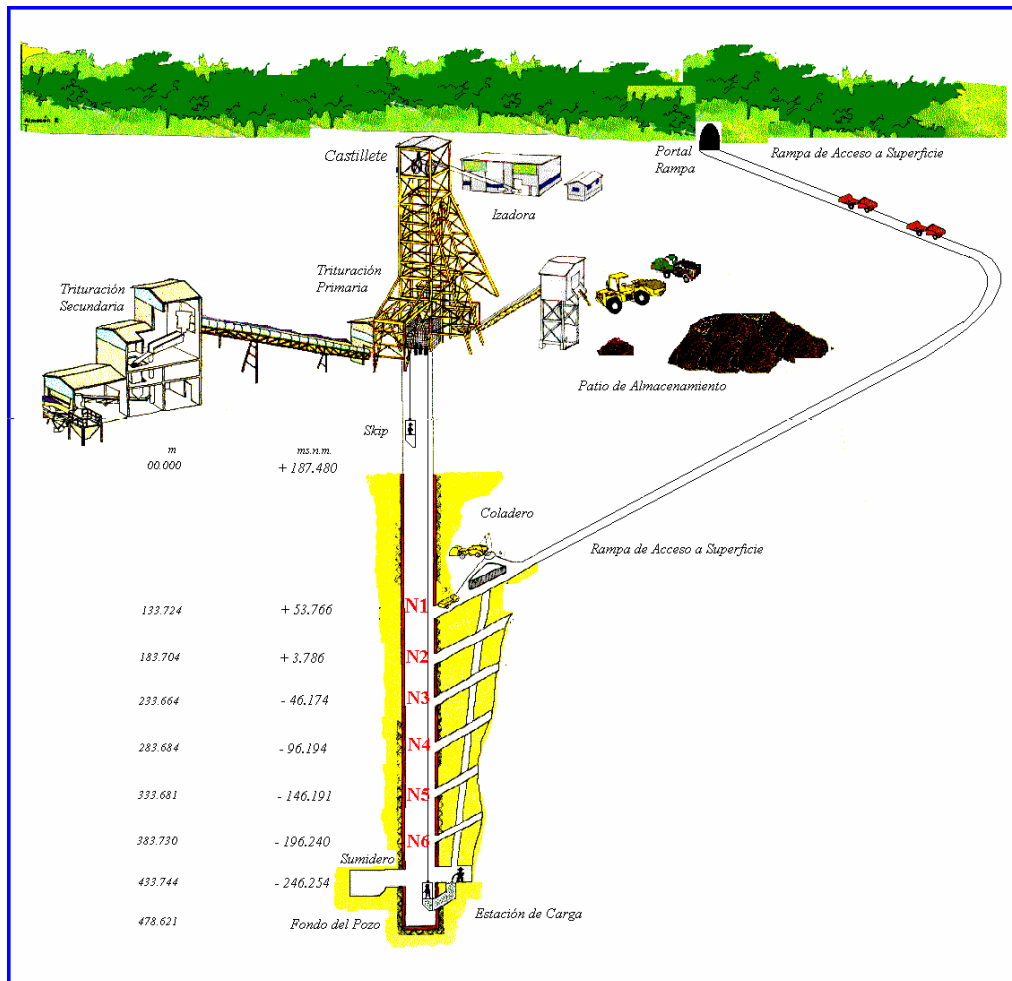 Almacen
Castillete
Portal
Rampa
Rampa de Acceso a Superficie
Izadora
Trituración
Primaria
Trituración
Secundaria
Patio de Almacenamiento
Skip
m
ms.n.m.
00.000
+ 187.480
Coladero
Rampa de Acceso a Superficie
N1
133.724
+ 53.766
N2
183.704
+ 3.786
N3
233.664
- 46.174
N4
283.684
- 96.194
N5
333.681
- 146.191
N6
383.730
- 196.240
Sumidero
433.744
- 246.254
Estación de Carga
478.621
Fondo del Pozo